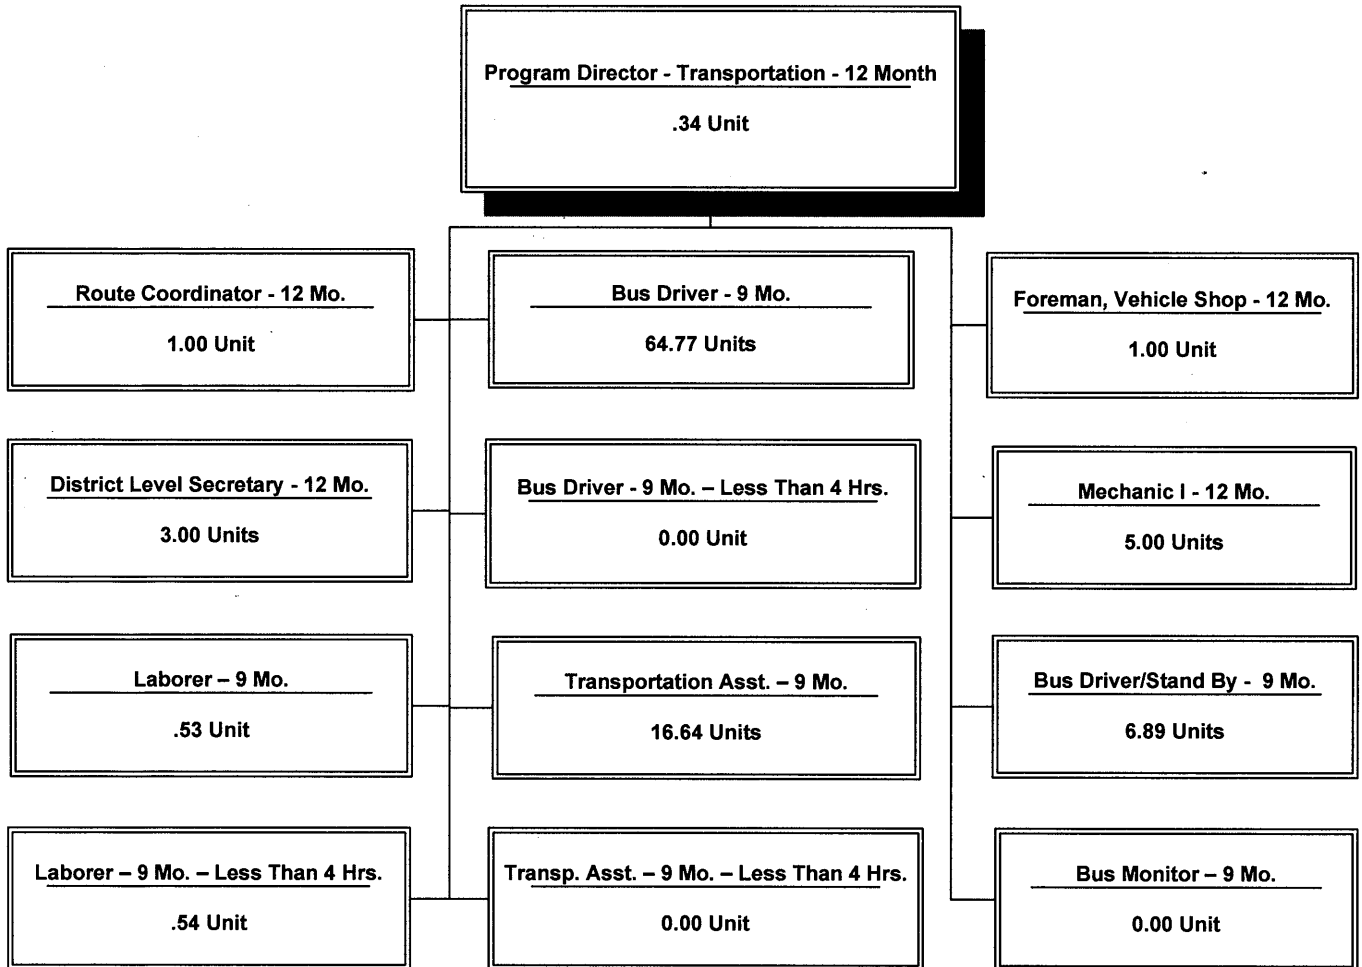 Program Director - Transportation - 12 Month
.34 Unit
Route Coordinator - 12 Mo.
1.00 Unit
Bus Driver - 9 Mo.
64.77 Units
Foreman, Vehicle Shop - 12 Mo.
1.00 Unit
District Level Secretary - 12 Mo.
3.00 Units
Bus Driver - 9 Mo. – Less Than 4 Hrs.
0.00 Unit
Mechanic I - 12 Mo.
5.00 Units
Laborer – 9 Mo.
.53 Unit
Transportation Asst. – 9 Mo.
16.64 Units
Bus Driver/Stand By - 9 Mo.
6.89 Units
Laborer – 9 Mo. – Less Than 4 Hrs.
.54 Unit
Transp. Asst. – 9 Mo. – Less Than 4 Hrs.
0.00 Unit
Bus Monitor – 9 Mo.
0.00 Unit